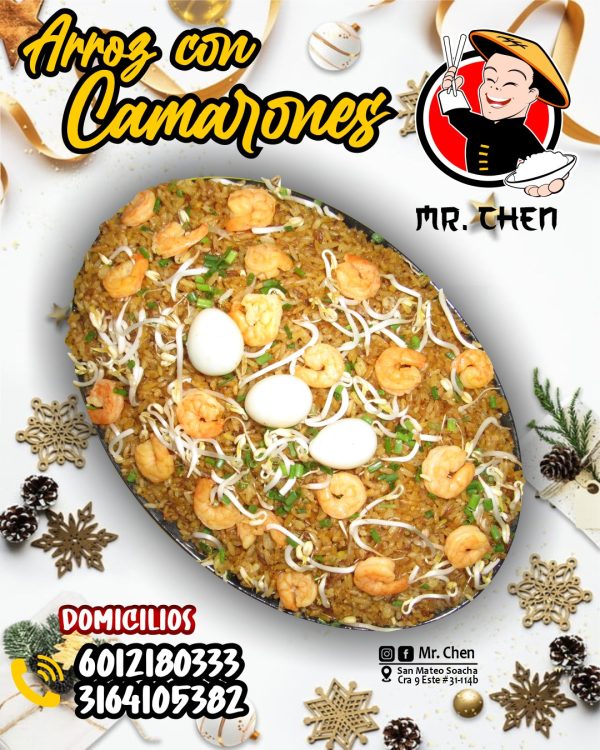 Arroz con
Camarones
MR. CHEN
DOMICILIOS
6012180333
3164105382
Mr. Chen
San Mateo Soacha
Cra 9 Este #31-114b